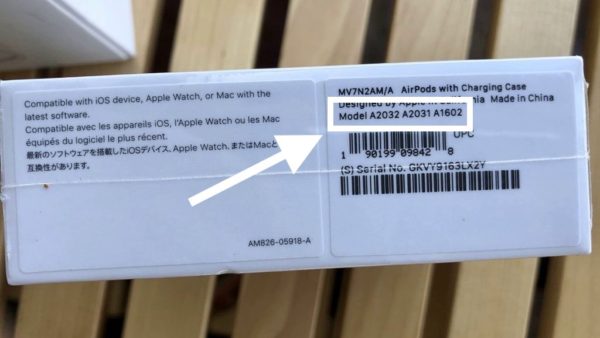 Compatible with iOS device, Apple Watch, or Mac with the
latest software.
Compatible avec les appareils iOS, l'Apple Watch ou les Mac
équipés du logiciel le plus récent.
最新のソフトウェアを搭載したiOSデバイス、Apple Watch、またはMacと
互換性があります。
AM826-05918-A
MV7N2AM/A AirPods with Charging Case
Designed by Apple in California Made in China
Model A2032 A2031 A1602
UPC
1 90199 09842 8
(S) Serial No. GKVY9163LX2Y